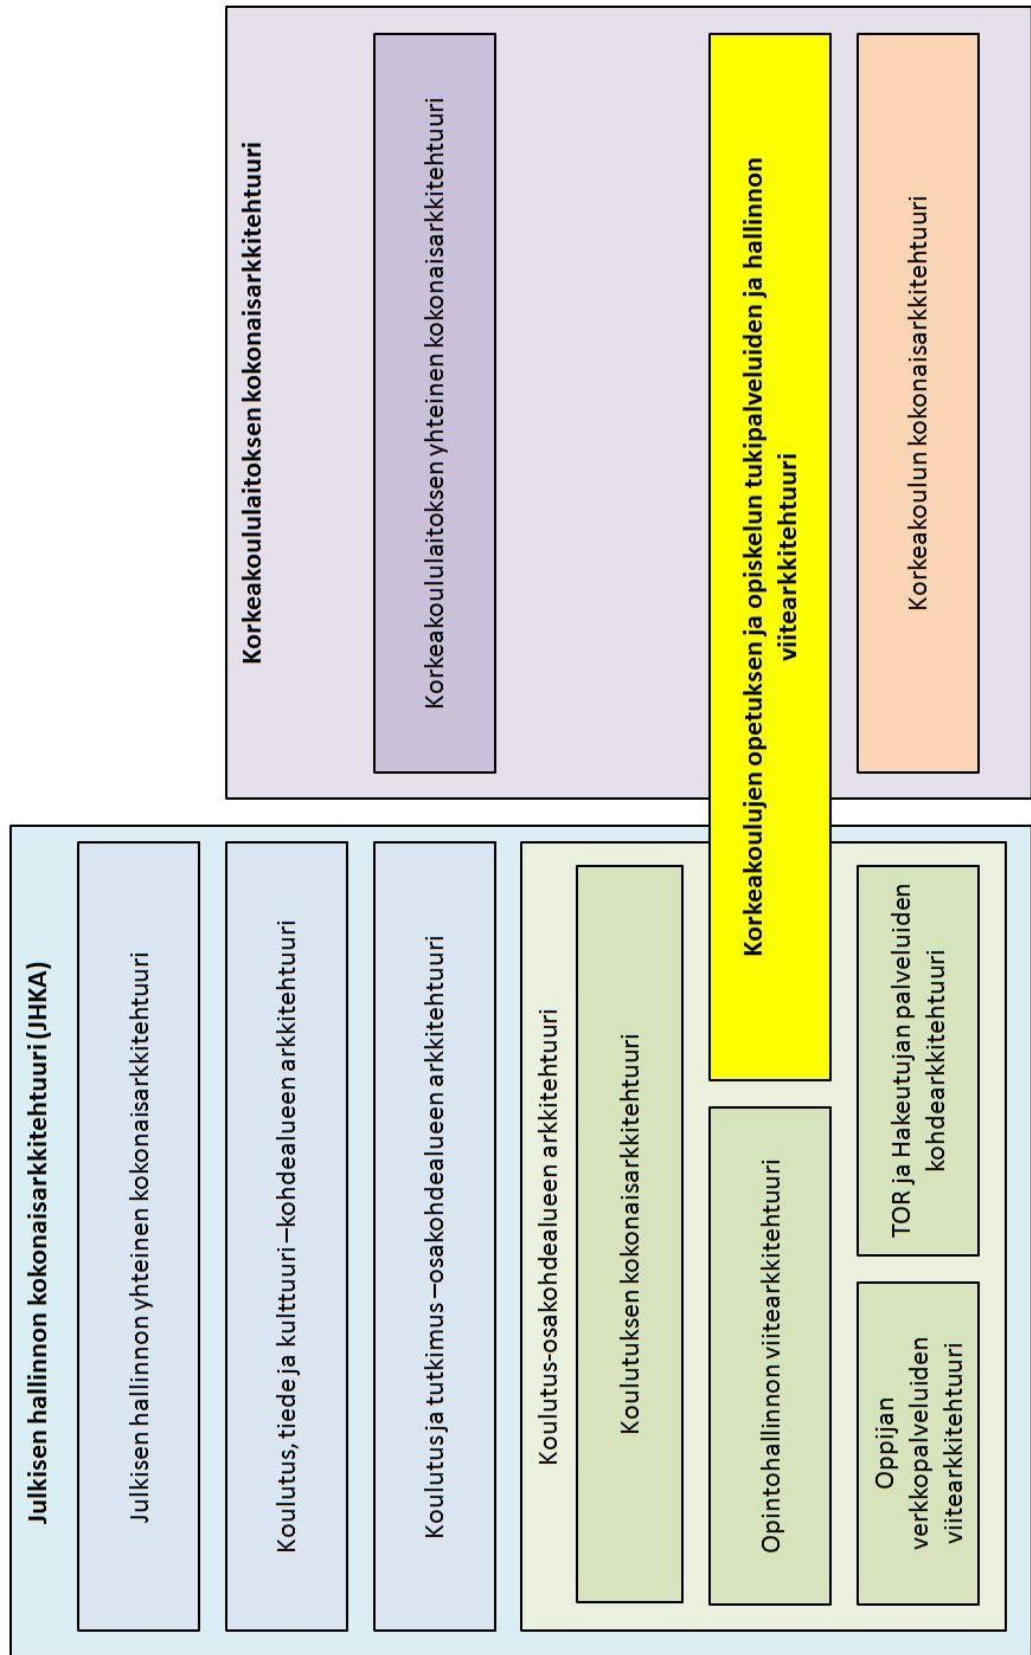 Julkisen hallinnon kokonaisarkkitehtuuri (JHKA)
Julkisen hallinnon yhteinen kokonaisarkkitehtuuri
Koulutus, tiede ja kulttuuri –kohdealueen arkkitehtuuri
Koulutus ja tutkimus –osakohdealueen arkkitehtuuri
Koulutus-osakohdealueen arkkitehtuuri
Koulutuksen kokonaisarkkitehtuuri
Opintohallinnon viitearkkitehtuuri
Oppijan
verkkopalveluiden
viitearkkitehtuuri
TOR ja Hakeutujan palveluiden
kohdearkkitehtuuri
Korkeakoululaitoksen kokonaisarkkitehtuuri
Korkeakoululaitoksen yhteinen kokonaisarkkitehtuuri
Korkeakoulujen opetuksen ja opiskelun tukipalveluiden ja hallinnon
viitearkkitehtuuri
Korkeakoulun kokonaisarkkitehtuuri